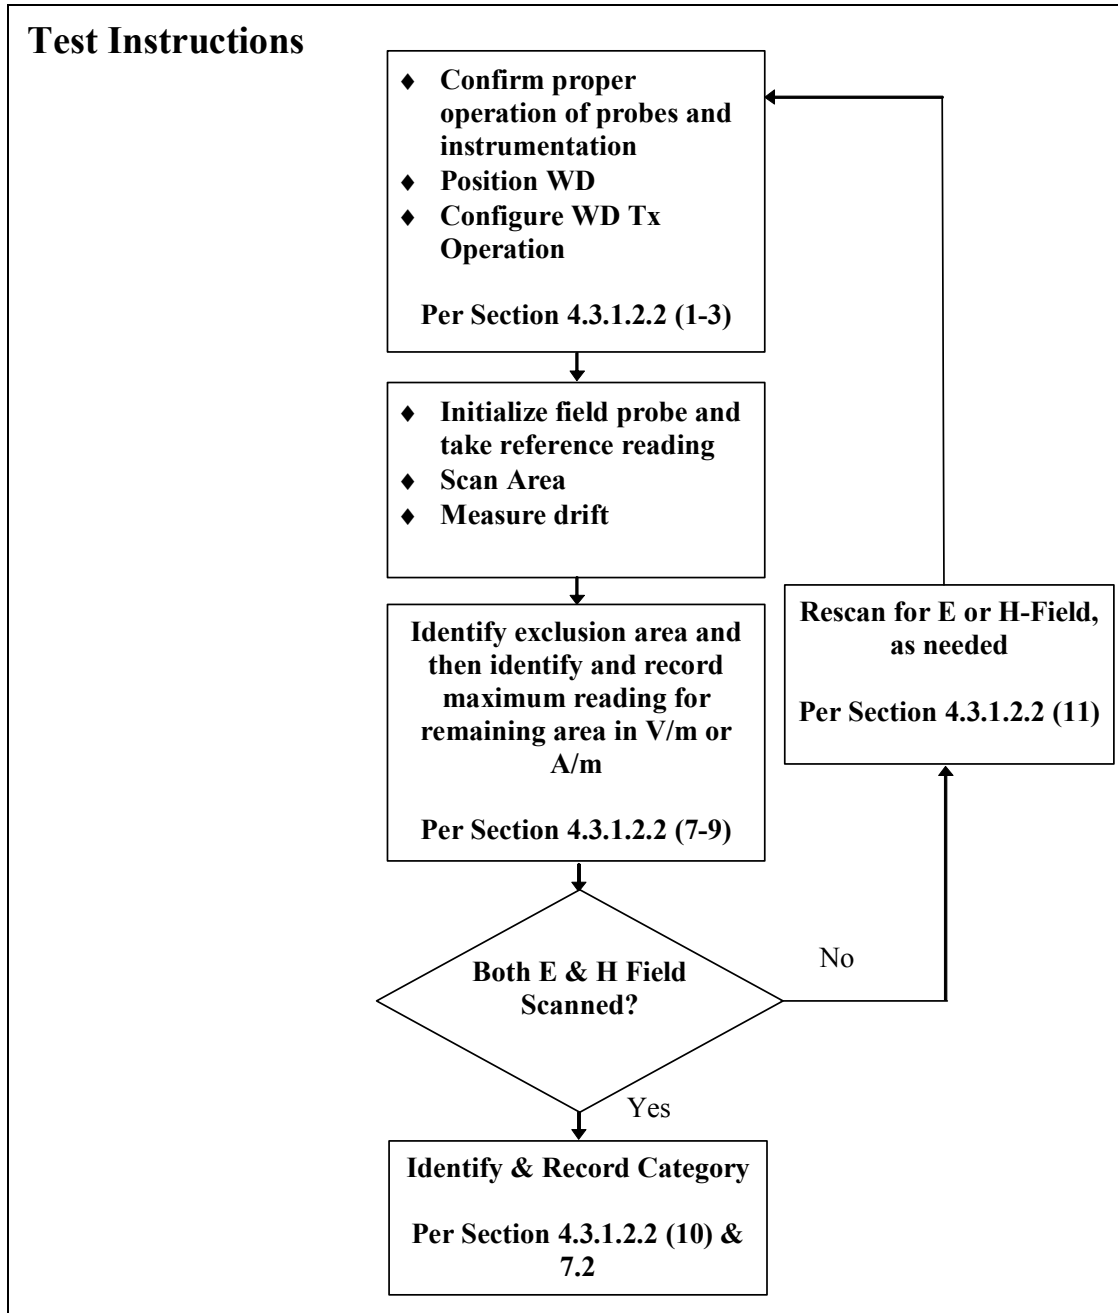 Test Instructions
♦ Confirm proper
operation of probes and
instrumentation
♦ Position WD
♦ Configure WD Tx
Operation
Per Section 4.3.1.2.2 (1-3)
♦ Initialize field probe and
take reference reading
♦ Scan Area
♦ Measure drift
Identify exclusion area and
then identify and record
maximum reading for
remaining area in V/m or
A/m
Per Section 4.3.1.2.2 (7-9)
Rescan for E or H-Field,
as needed
Per Section 4.3.1.2.2 (11)
Both E & H Field
Scanned?
No
Yes
Identify & Record Category
Per Section 4.3.1.2.2 (10) &
7.2